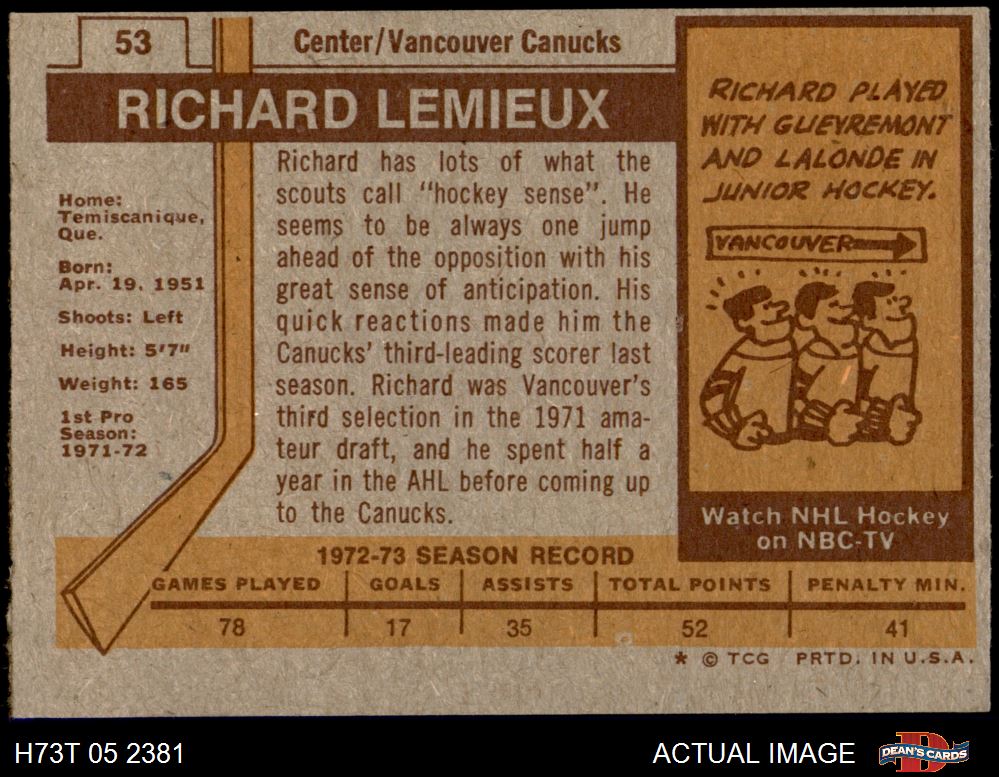 53
Center/Vancouver Canucks
RICHARD LEMIEUX
Home:
Temiscanique,
Que.
Born:
Apr. 19, 1951
Shoots: Left
Height: 5'7"
Weight: 165
1st Pro
Season:
1971-72
Richard has lots of what the
scouts call "hockey sense". He
seems to be always one jump
ahead of the opposition with his
great sense of anticipation. His
quick reactions made him the
Canucks' third-leading scorer last
season. Richard was Vancouver's
third selection in the 1971 ama-
teur draft, and he spent half a
year in the AHL before coming up
to the Canucks.
RICHARD PLAYED
WITH GUEVREMONT
AND LALONDE IN
JUNIOR HOCKEY.
VANCOUVER
Watch NHL Hockey
on NBC-TV
1972-73 SEASON RECORD
GAMES PLAYED GOALS ASSISTS TOTAL POINTS PENALTY MIN.
78 17 35 52 41
* © TCG PRTD. IN U.S.A.
H73T 05 2381
ACTUAL IMAGE
D
DEAN'S CARDS